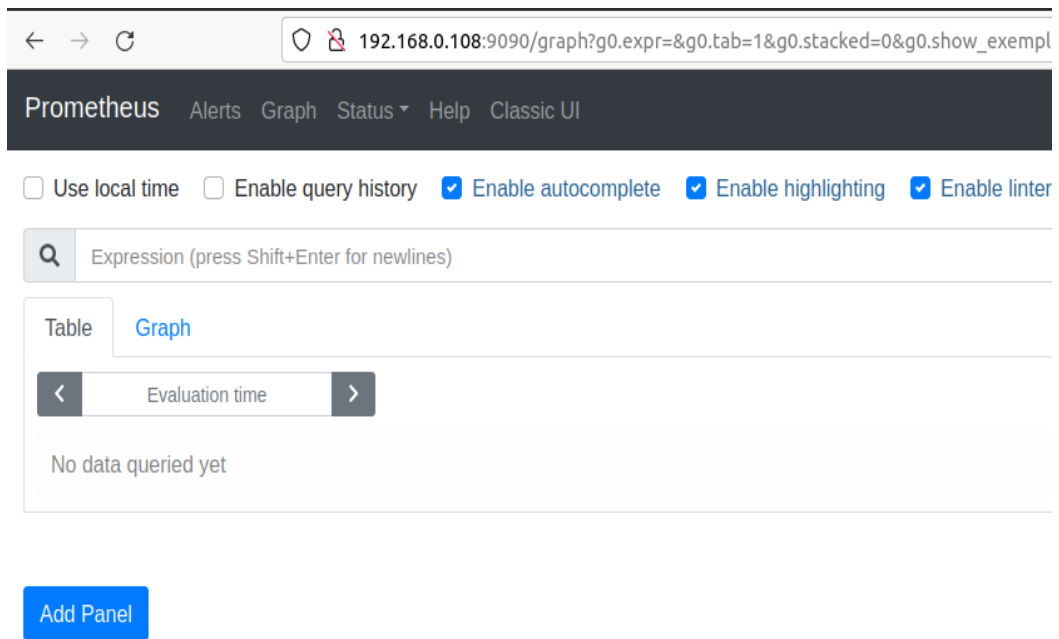 192.168.0.108:9090/graph?g0.expr=&g0.tab=1&g0.stacked=0&g0.show_exempl
Prometheus Alerts Graph Status Help Classic UI
Use local time Enable query history Enable autocomplete Enable highlighting Enable linter
Expression (press Shift+Enter for newlines)
Table Graph
Evaluation time
No data queried yet
Add Panel